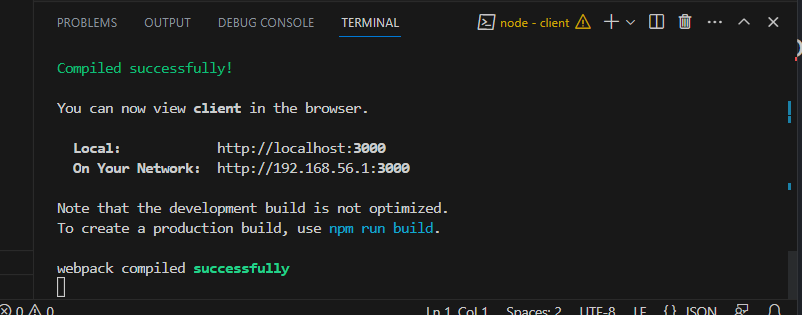 PROBLEMS OUTPUT DEBUG CONSOLE TERMINAL node - client
Compiled successfully!
You can now view client in the browser.
Local: http://localhost:3000
On Your Network: http://192.168.56.1:3000
Note that the development build is not optimized.
To create a production build, use npm run build.
webpack compiled successfully
0 0 Ln 1, Col 1 Spaces: 2 UTF-8 LF {} JSON